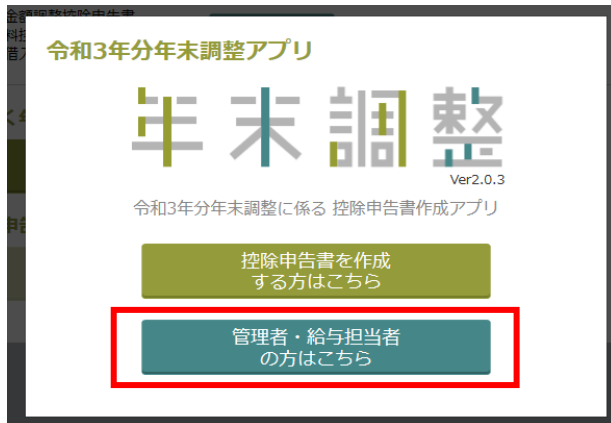 令和3年分年末調整アプリ
年末調整
Ver2.0.3
令和3年分年末調整に係る 控除申告書作成アプリ
控除申告書を作成
する方はこちら
管理者・給与担当者
の方はこちら